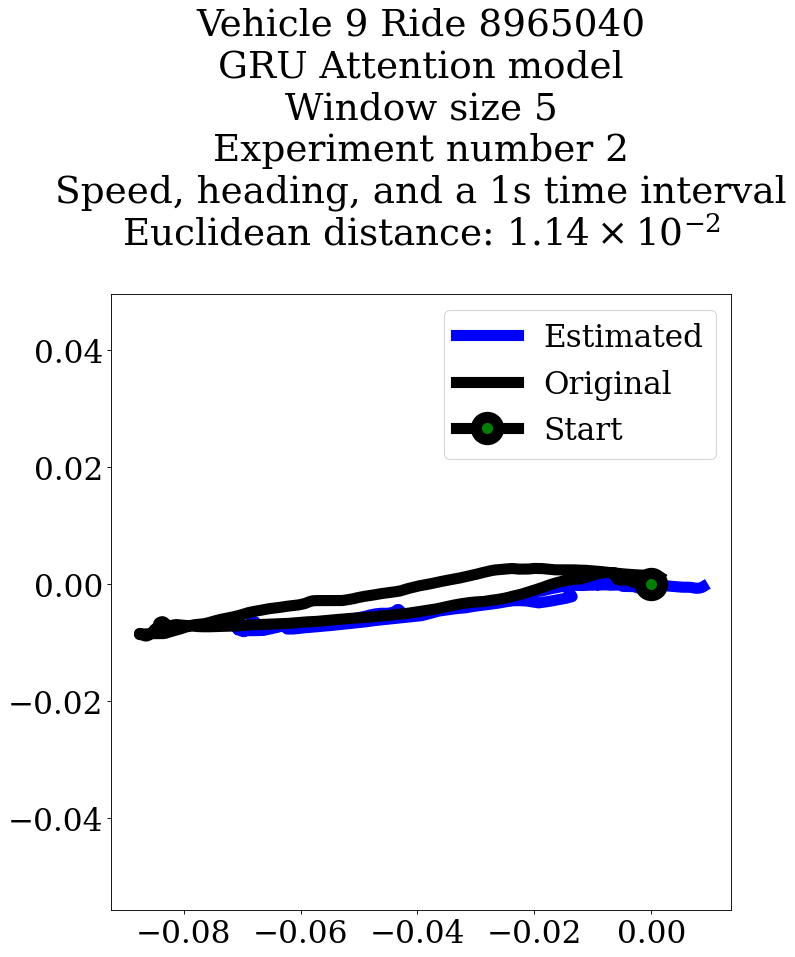 Vehicle 9 Ride 8965040
GRU Attention model
Window size 5
Experiment number 2
Speed, heading, and a 1s time interval
Euclidean distance: 1.14 × 10⁻²
Estimated
Original
Start
0.04
0.02
0.00
−0.02
−0.04
−0.08 −0.06 −0.04 −0.02 0.00